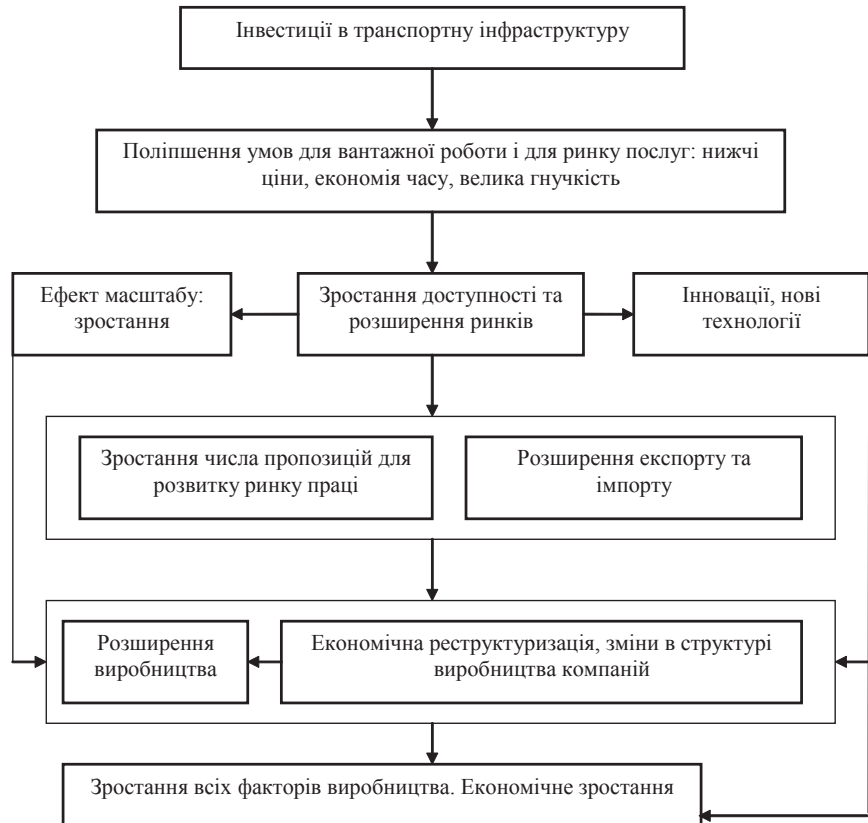 Інвестиції в транспортну інфраструктуру
Поліпшення умов для вантажної роботи і для ринку послуг: нижчі
ціни, економія часу, велика гнучкість
Ефект масштабу:
зростання
Зростання доступності та
розширення ринків
Інновації, нові
технології
Зростання числа пропозицій для
розвитку ринку праці
Розширення експорту та
імпорту
Розширення
виробництва
Економічна реструктуризація, зміни в структурі
виробництва компаній
Зростання всіх факторів виробництва. Економічне зростання